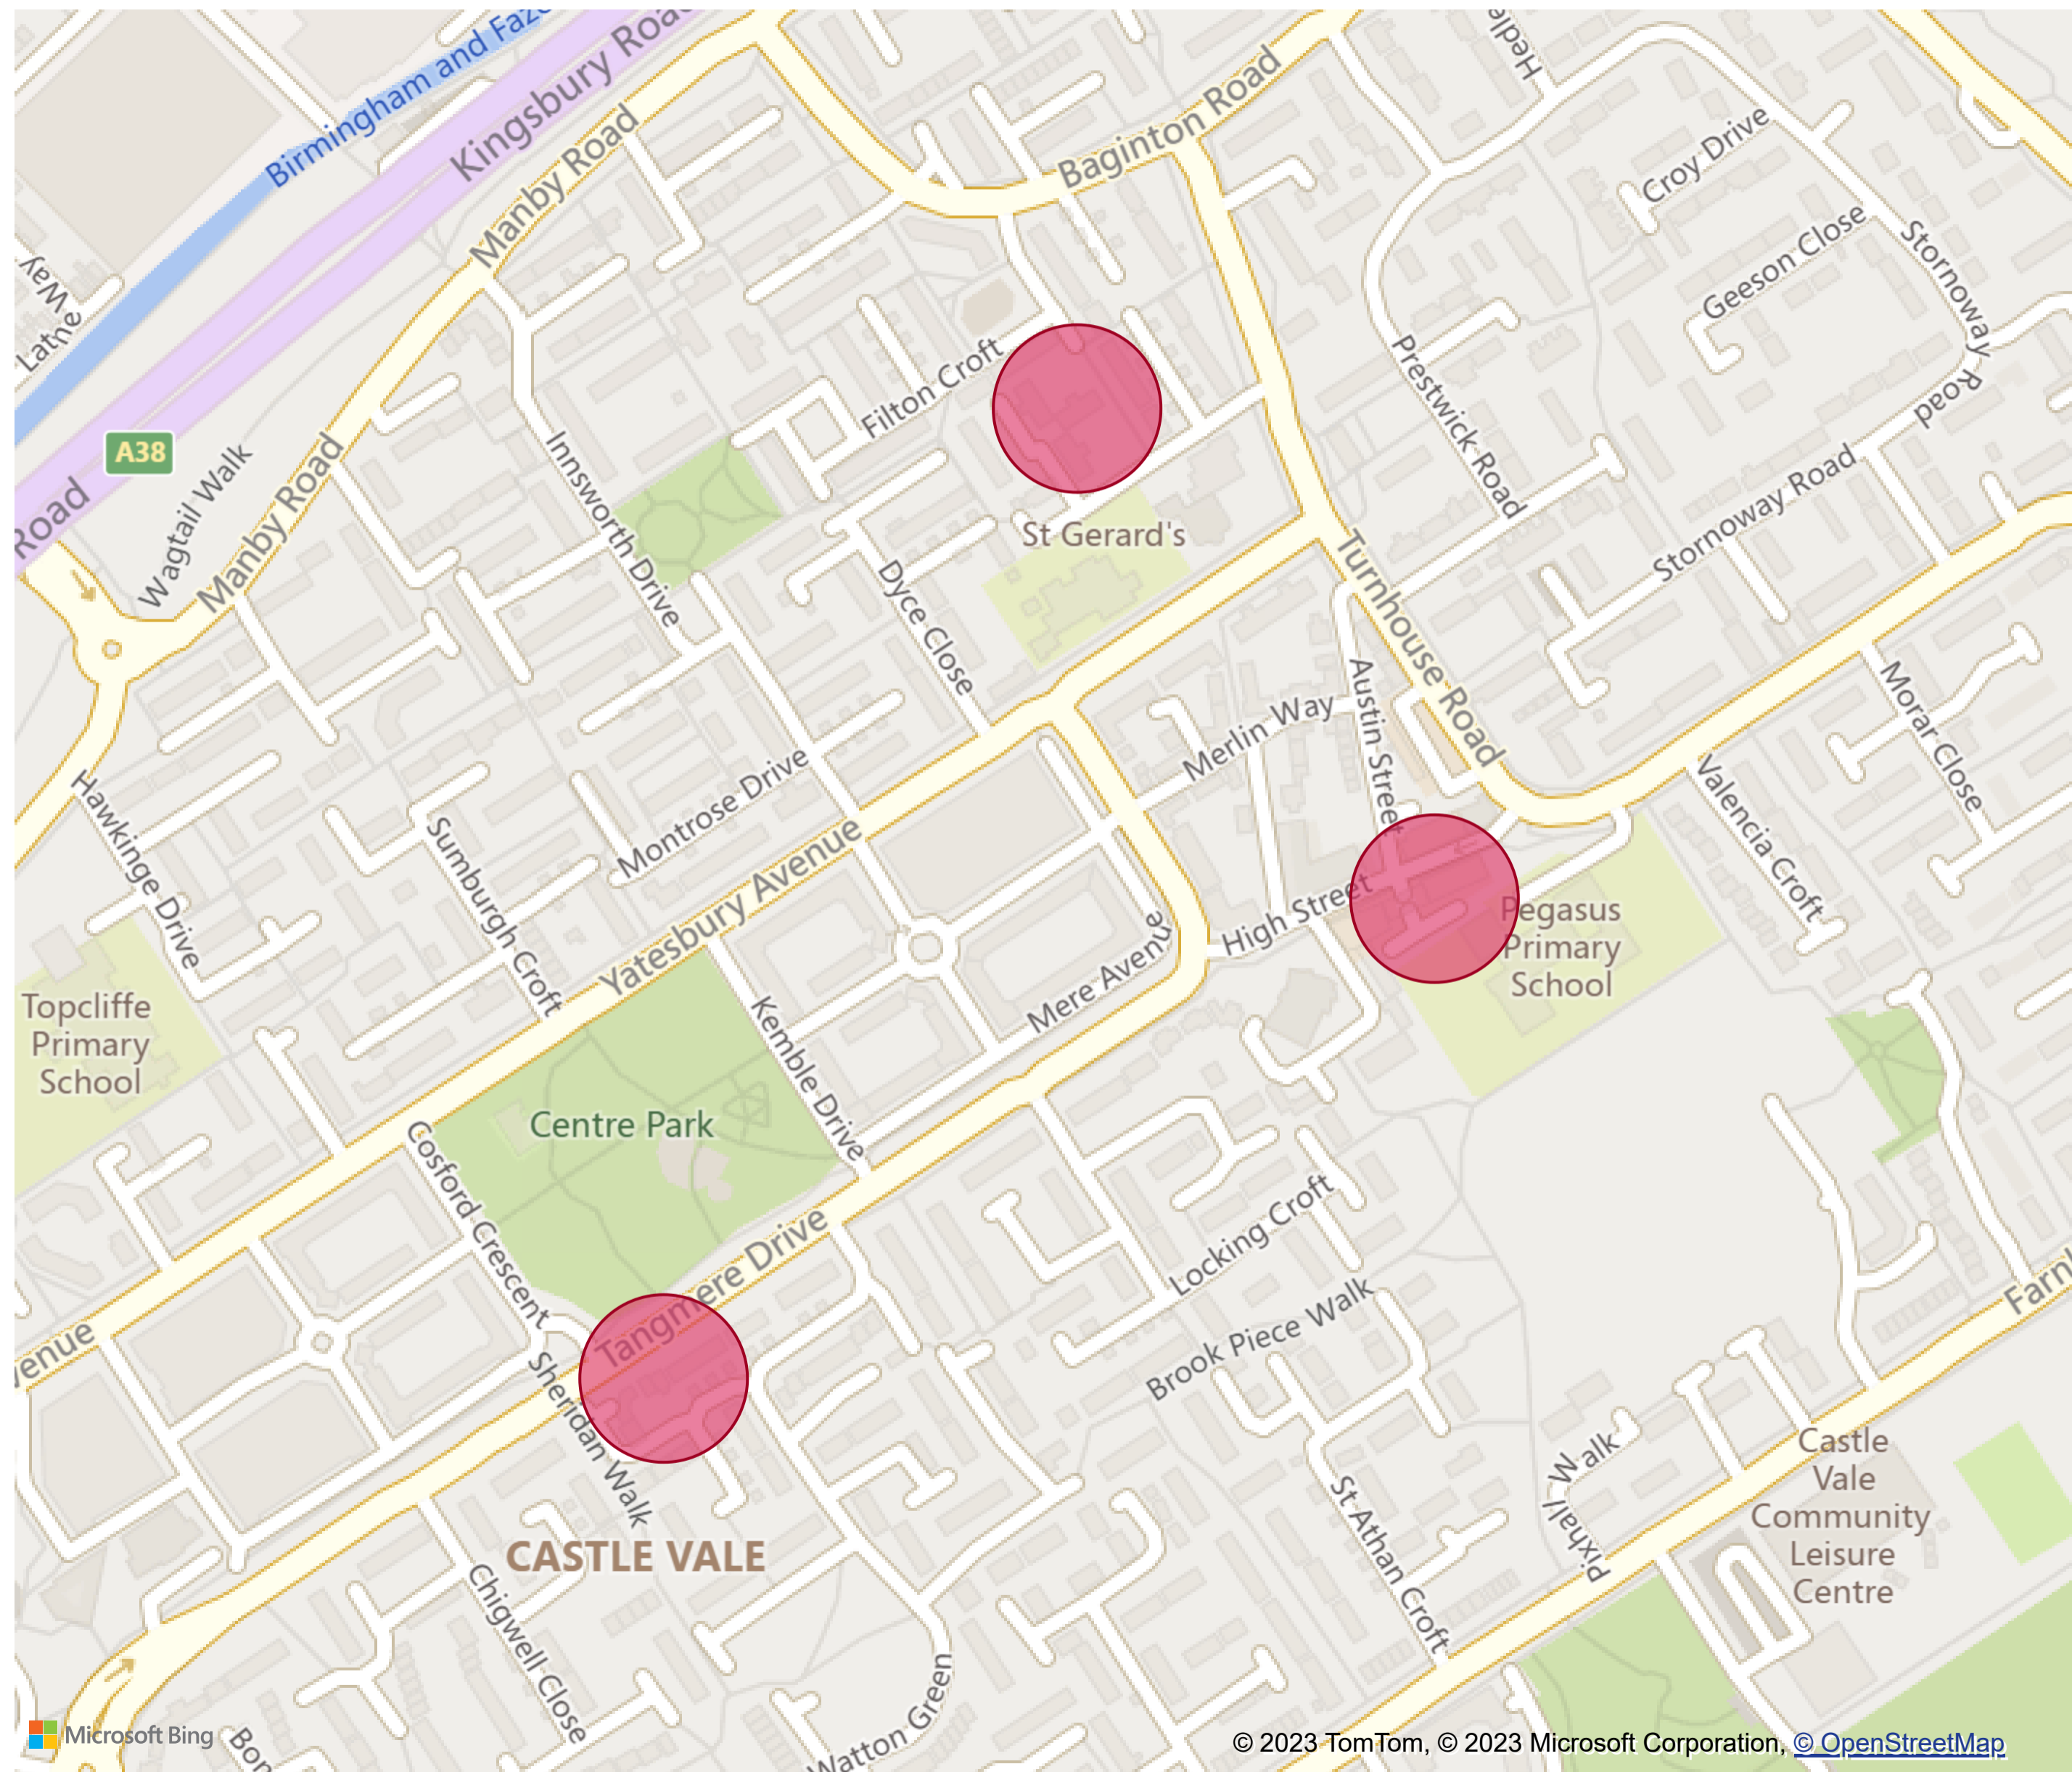 Birmingham and Faze
Kingsbury Road
Hedle
Manby Road
Baginton Road
Croy Drive
Geeson Close
Stornoway Road
Lathe Way
A38
Filton Croft
Prestwick Road
Innsworth Drive
Wagtail Walk
Manby Road
Road
St Gerard's
Turnhouse Road
Stornoway Road
Dyce Close
Austin Street
Morar Close
Merlin Way
Valencia Croft
Montrose Drive
Hawkinge Drive
Sumburgh Croft
Yatesbury Avenue
High Street
Mere Avenue
Pegasus
Primary
School
Topcliffe
Primary
School
Kemble Drive
Centre Park
Cosford Crescent
Locking Croft
Tangmere Drive
Brook Piece Walk
Farnl
venue
Sheridan Walk
Castle
Vale
Community
Leisure
Centre
Pixhall Walk
St Athan Croft
CASTLE VALE
Chigwell Close
Watton Green
Bon
Microsoft Bing
© 2023 TomTom, © 2023 Microsoft Corporation, © OpenStreetMap